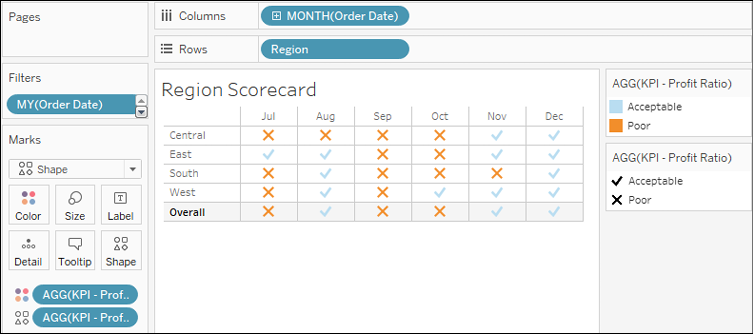 Pages
Columns MONTH(Order Date)
Rows Region
Filters
MY(Order Date)
Marks
Shape
Color Size Label
Detail Tooltip Shape
AGG(KPI - Prof..
AGG(KPI - Prof..
Region Scorecard
Jul Aug Sep Oct Nov Dec
Central
East
South
West
Overall
AGG(KPI - Profit Ratio)
Acceptable
Poor
AGG(KPI - Profit Ratio)
Acceptable
Poor